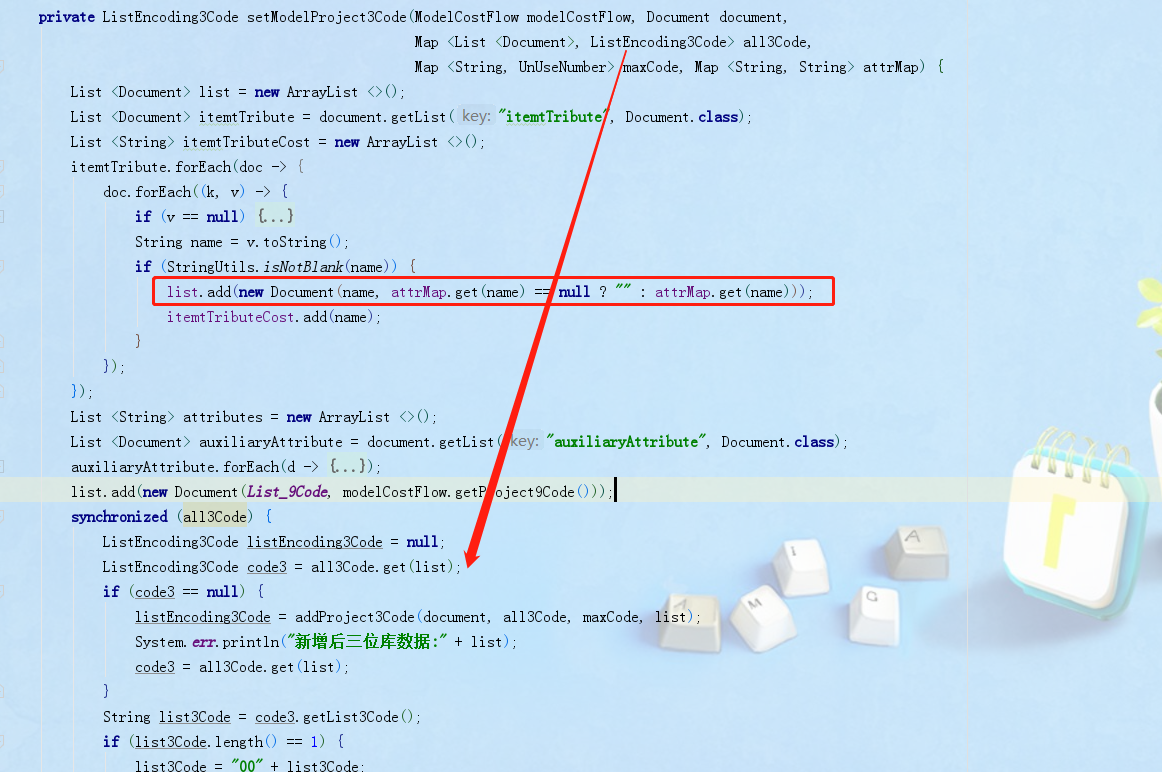 private ListEncoding3Code setModelProject3Code(ModelCostFlow modelCostFlow, Document document,
Map <List <Document>, ListEncoding3Code> all3Code,
Map <String, UnUseNumber> maxCode, Map <String, String> attrMap) {
List <Document> list = new ArrayList <>();
List <Document> itemtTribute = document.getList( key: "itemtTribute", Document.class);
List <String> itemtTributeCost = new ArrayList <>();
itemtTribute.forEach(doc -> {
doc.forEach((k, v) -> {
if (v == null) {...}
String name = v.toString();
if (StringUtils.isNotBlank(name)) {
list.add(new Document(name, attrMap.get(name) == null ? "" : attrMap.get(name)));
itemtTributeCost.add(name);
}
});
});
List <String> attributes = new ArrayList <>();
List <Document> auxiliaryAttribute = document.getList( key: "auxiliaryAttribute", Document.class);
auxiliaryAttribute.forEach(d -> {...});
list.add(new Document(List_9Code, modelCostFlow.getProject9Code()));
synchronized (all3Code) {
ListEncoding3Code listEncoding3Code = null;
ListEncoding3Code code3 = all3Code.get(list);
if (code3 == null) {
listEncoding3Code = addProject3Code(document, all3Code, maxCode, list);
System.err.println("新增后三位库数据:" + list);
code3 = all3Code.get(list);
}
String list3Code = code3.getList3Code();
if (list3Code.length() == 1) {
list3Code = "00" + list3Code;